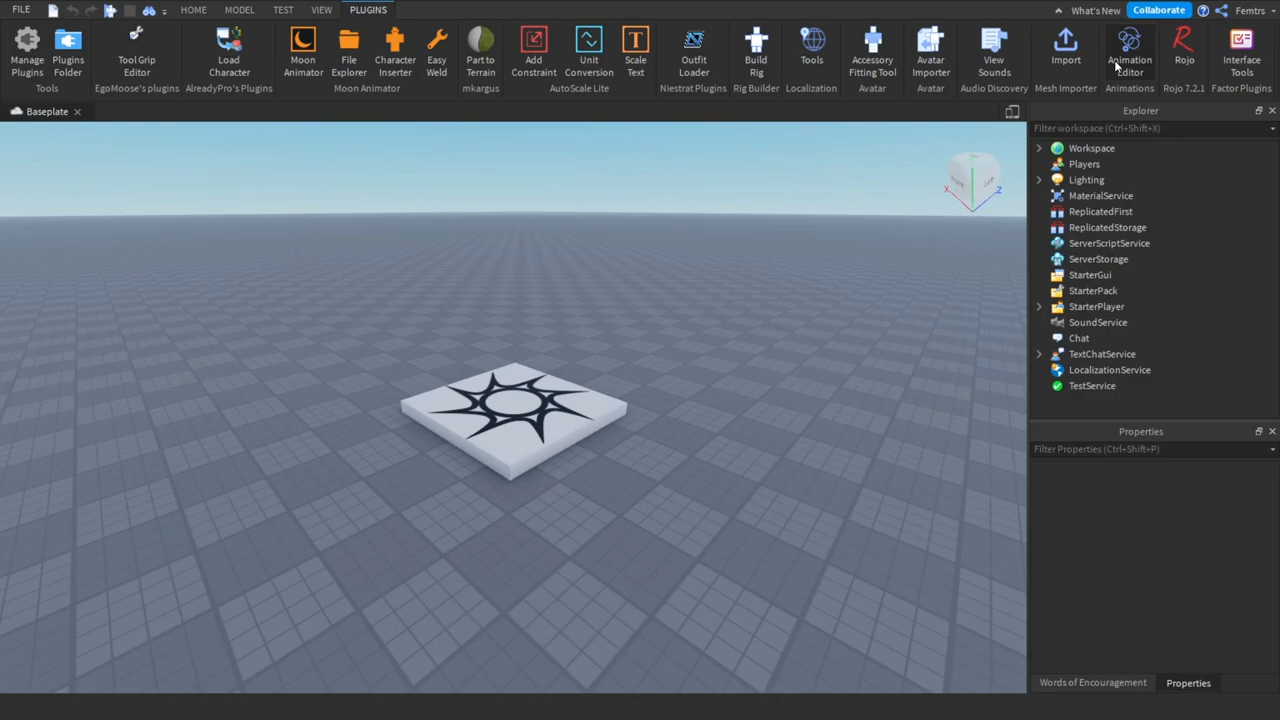 FILE HOME MODEL TEST VIEW PLUGINS What's New Collaborate Femtrs
Manage Plugins Plugins Folder Tool Grip Editor Load Character Moon Animator File Explorer Character Inserter Easy Weld Part to Terrain Add Constraint Unit Conversion Scale Text Outfit Loader Build Rig Tools Accessory Fitting Tool Avatar Importer View Sounds Import Animation Editor Rojo Interface Tools
Tools EgoMoose's plugins AlreadyPro's Plugins Moon Animator mkargus AutoScale Lite Niestrat Plugins Rig Builder Localization Avatar Avatar Audio Discovery Mesh Importer Animations Rojo 7.2.1 Factor Plugins
Baseplate
Explorer
Filter workspace (Ctrl+Shift+X)
Workspace
Players
Lighting
MaterialService
ReplicatedFirst
ReplicatedStorage
ServerScriptService
ServerStorage
StarterGui
StarterPack
StarterPlayer
SoundService
Chat
TextChatService
LocalizationService
TestService
Properties
Filter Properties (Ctrl+Shift+P)
Words of Encouragement Properties
Front
X Z